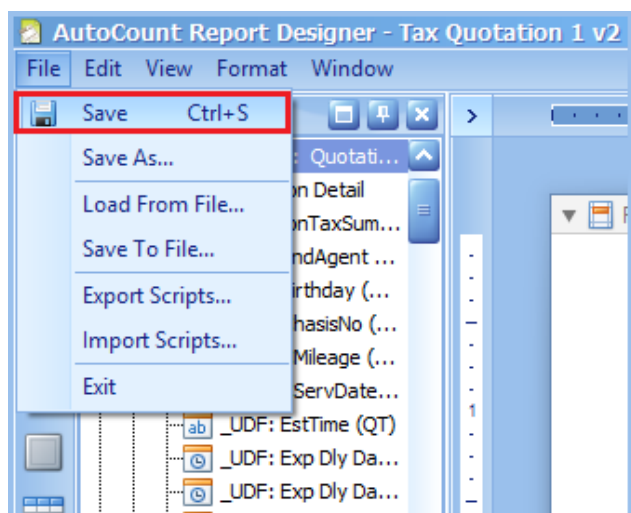 AutoCount Report Designer - Tax Quotation 1 v2
File Edit View Format Window
Save Ctrl+S
Save As...
: Quotati...
on Detail
Load From File...
onTaxSum...
Save To File...
ndAgent ...
irthday (...
Export Scripts...
hasisNo (...
Import Scripts...
Mileage (...
Exit
ServDate...
1
ab _UDF: EstTime (QT)
_UDF: Exp Dly Da...
_UDF: Exp Dly Da...